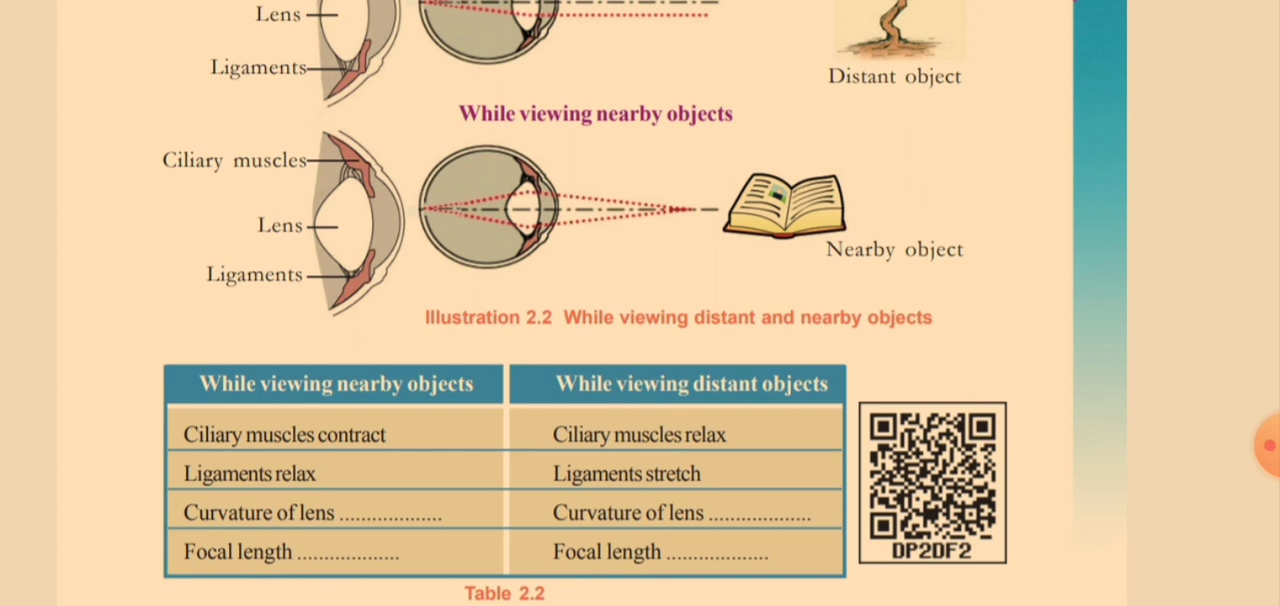 Lens
Ligaments
Distant object
While viewing nearby objects
Ciliary muscles
Lens
Ligaments
Nearby object
Illustration 2.2 While viewing distant and nearby objects
While viewing nearby objects
While viewing distant objects
Ciliary muscles contract
Ciliary muscles relax
Ligaments relax
Ligaments stretch
Curvature of lens ..................
Curvature of lens ..................
Focal length ..................
Focal length ..................
DP2DF2
Table 2.2